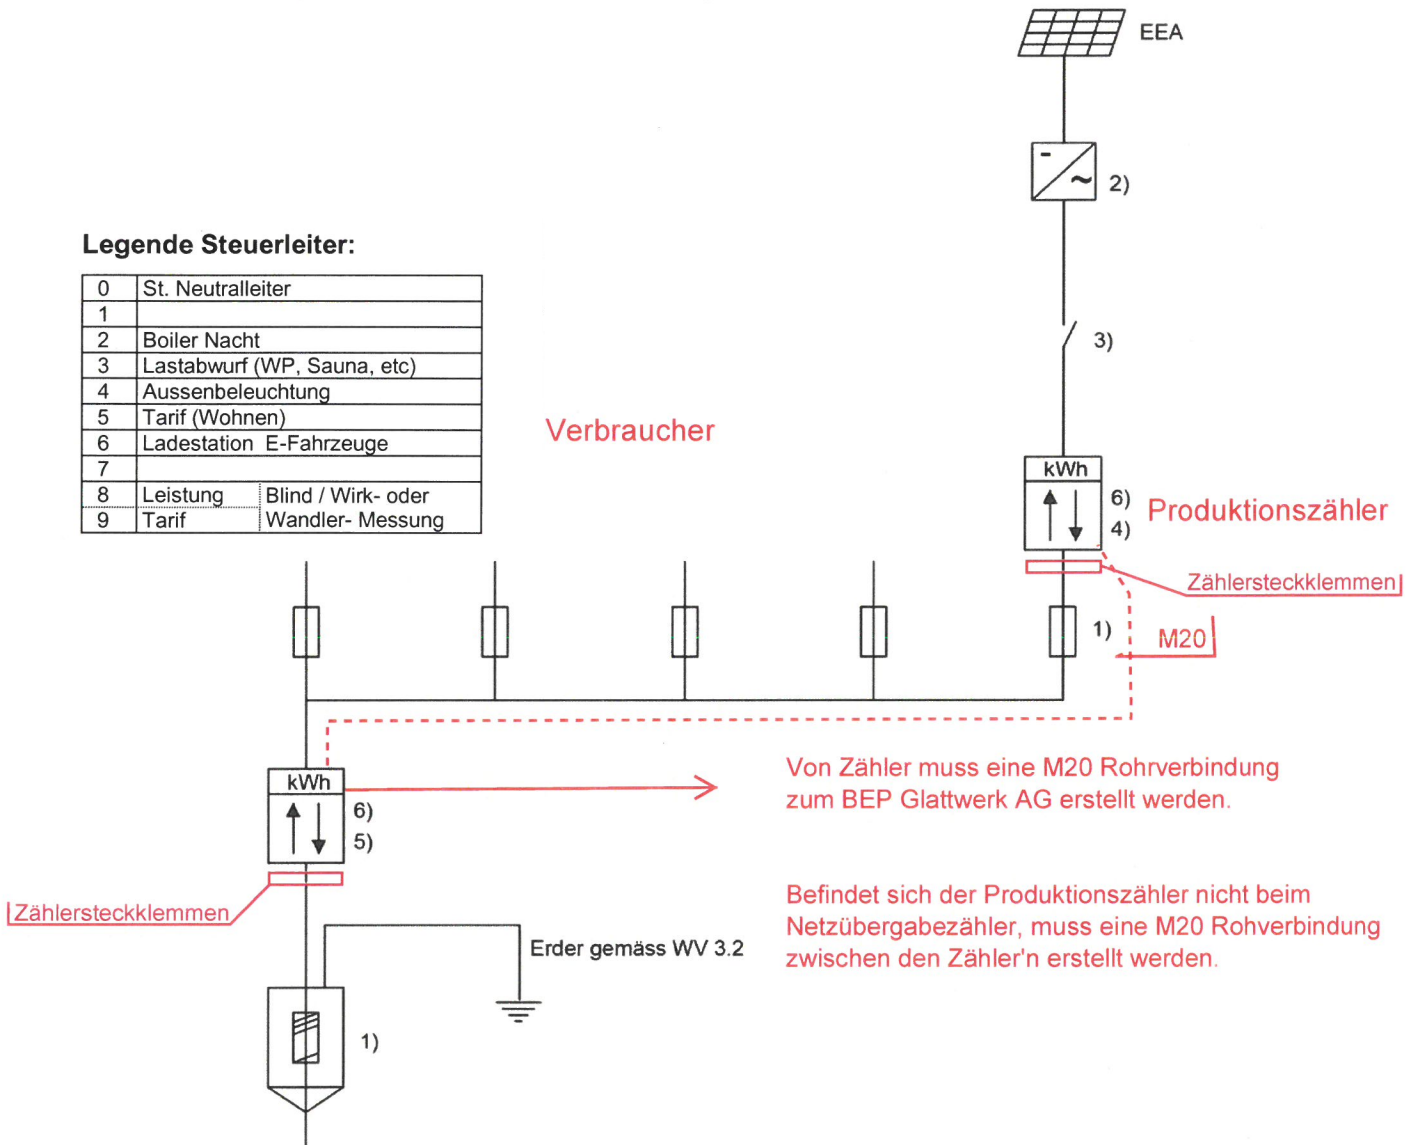 EEA
2)
Legende Steuerleiter:
0 St. Neutralleiter
1
2 Boiler Nacht
3 Lastabwurf (WP, Sauna, etc)
4 Aussenbeleuchtung
5 Tarif (Wohnen)
6 Ladestation E-Fahrzeuge
7
8 Leistung Blind / Wirk- oder
9 Tarif Wandler- Messung
3)
Verbraucher
kWh
6)
4)
Produktionszähler
Zählersteckklemmen
1)
M20
kWh
6)
5)
Von Zähler muss eine M20 Rohrverbindung
zum BEP Glattwerk AG erstellt werden.
Zählersteckklemmen
Befindet sich der Produktionszähler nicht beim
Netzübergabezähler, muss eine M20 Rohverbindung
zwischen den Zähler'n erstellt werden.
Erder gemäss WV 3.2
1)